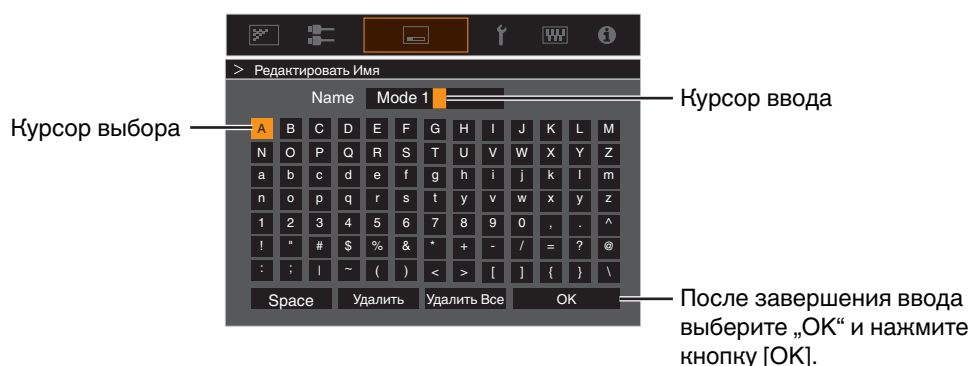 > Редактировать Имя
Name Mode 1
Курсор ввода
Курсор выбора
A B C D E F G H I J K L M
N O P Q R S T U V W X Y Z
a b c d e f g h i j k l m
n o p q r s t y v w x y z
1 2 3 4 5 6 7 8 9 0 , . ^
! " # $ % & * + - / = ? @
: ; | ~ ( ) < > [ ] { } \
Space Удалить Удалить Все OK
После завершения ввода
выберите „OK“ и нажмите
кнопку [OK].